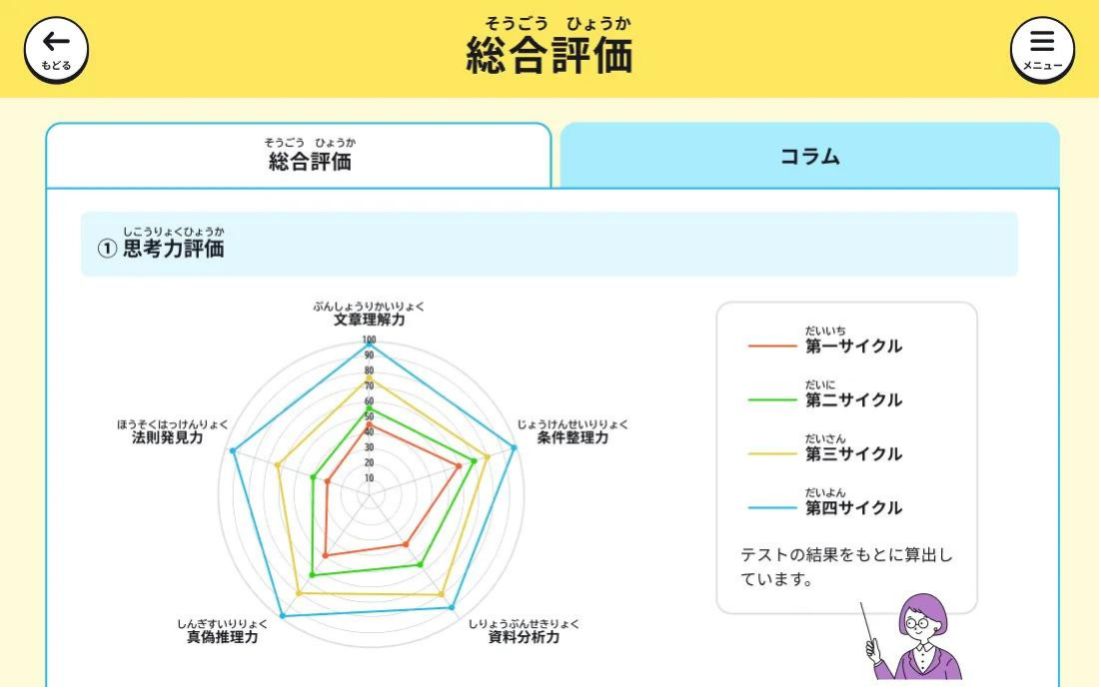 もどる
そうごう ひょうか
総合評価
メニュー
そうごう ひょうか
総合評価
コラム
しこうりょくひょうか
① 思考力評価
ぶんしょうりかいりょく
文章理解力
100
90
80
70
60
50
40
30
20
10
ほうそくはっけんりょく
法則発見力
じょうけんせいりりょく
条件整理力
しんぎすいりりょく
真偽推理力
しりょうぶんせきりょく
資料分析力
だいいち
第一サイクル
だいに
第二サイクル
だいさん
第三サイクル
だいよん
第四サイクル
テストの結果をもとに算出し
ています。